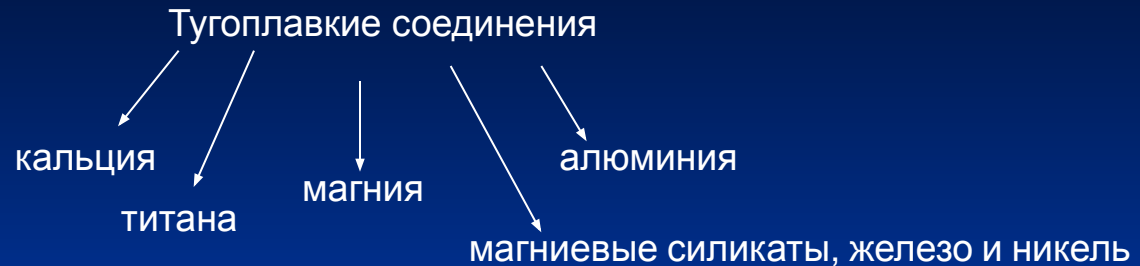 Тугоплавкие соединения
кальция
титана
магния
алюминия
магниевые силикаты, железо и никель